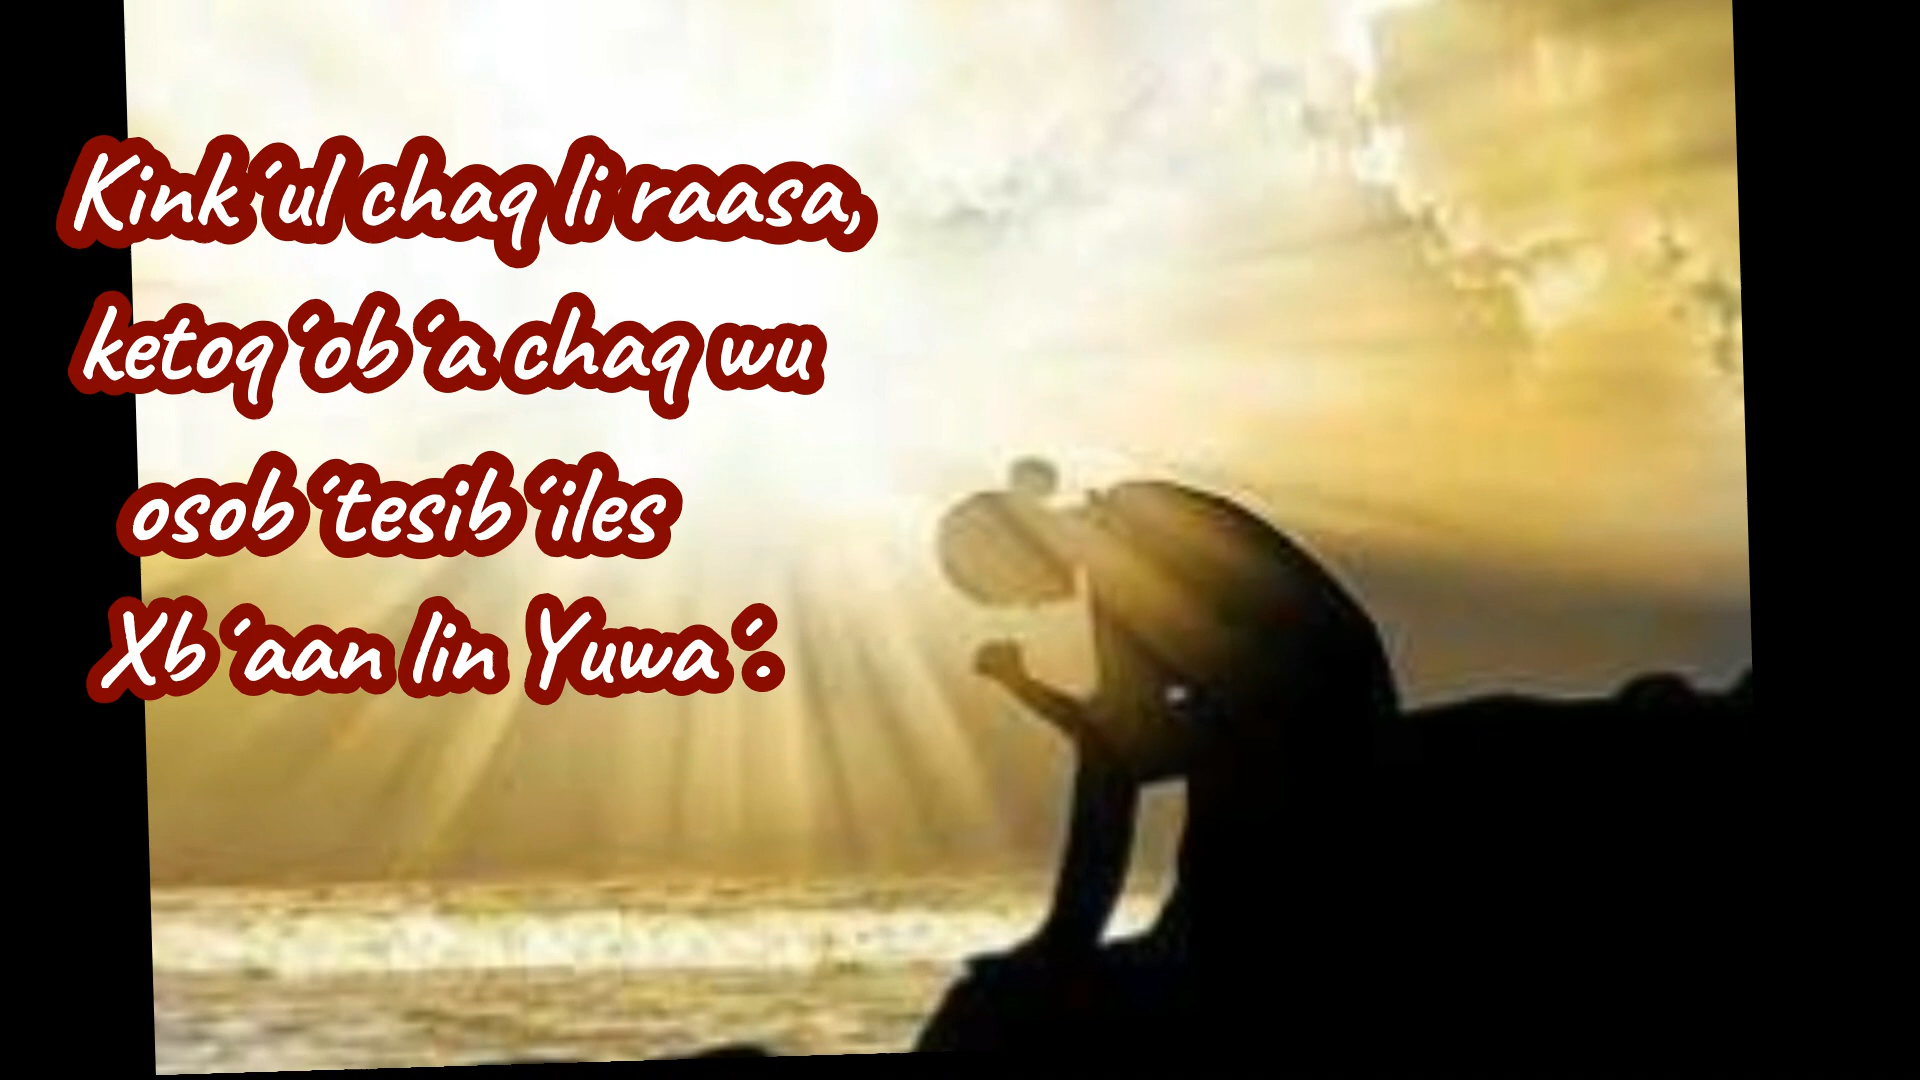 Kink´ul chaq li raasa,
ketoq´ob´a chaq wu
osob´tesib´iles
Xb´aan lin Yuwa´.